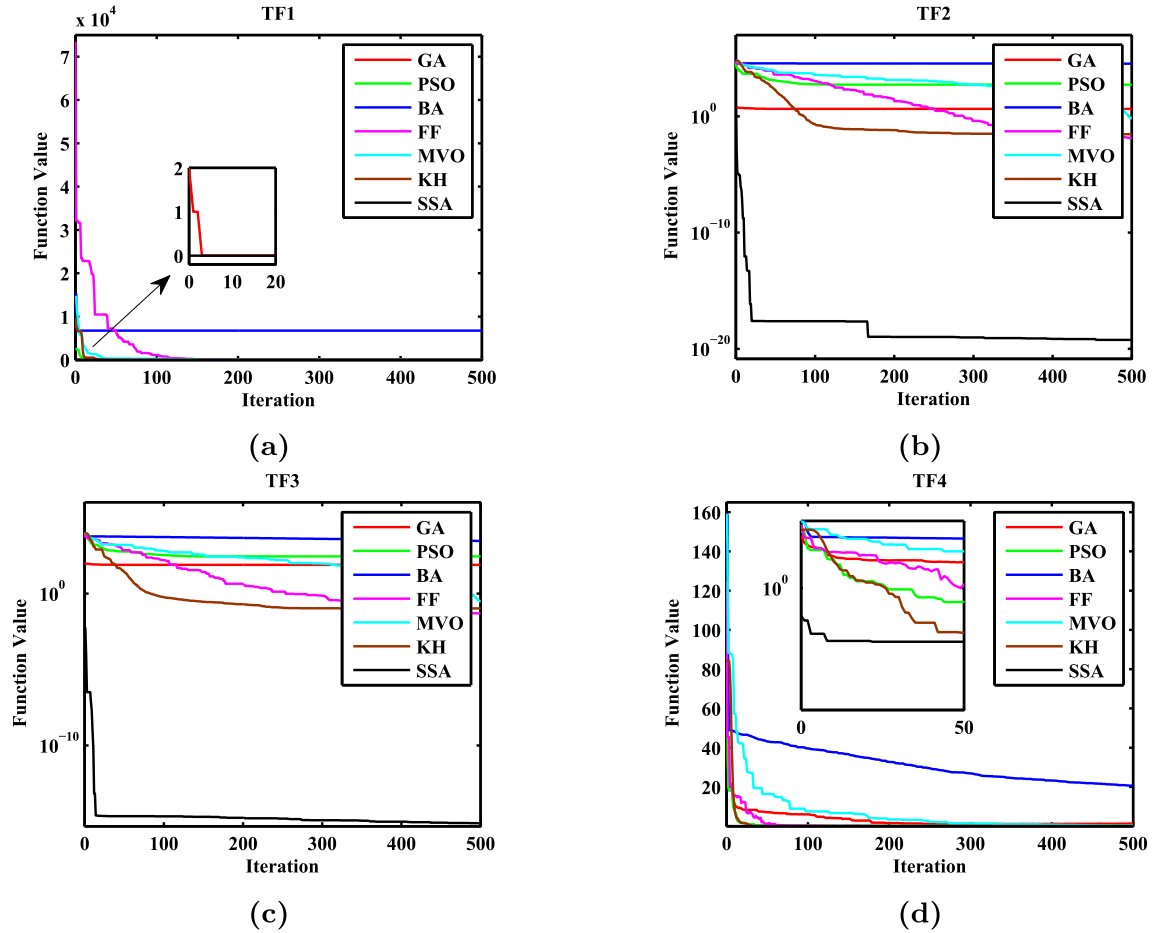 TF1
x 10^4
7
6
5
4
3
2
1
0
0 100 200 300 400 500
Function Value
Iteration
GA
PSO
BA
FF
MVO
KH
SSA
2
1
0
0 10 20
(a)
TF2
10^0
10^−10
10^−20
0 100 200 300 400 500
Function Value
Iteration
GA
PSO
BA
FF
MVO
KH
SSA
(b)
TF3
10^0
10^−10
0 100 200 300 400 500
Function Value
Iteration
GA
PSO
BA
FF
MVO
KH
SSA
(c)
TF4
160
140
120
100
80
60
40
20
0 100 200 300 400 500
Function Value
Iteration
GA
PSO
BA
FF
MVO
KH
SSA
10^0
0 50
(d)